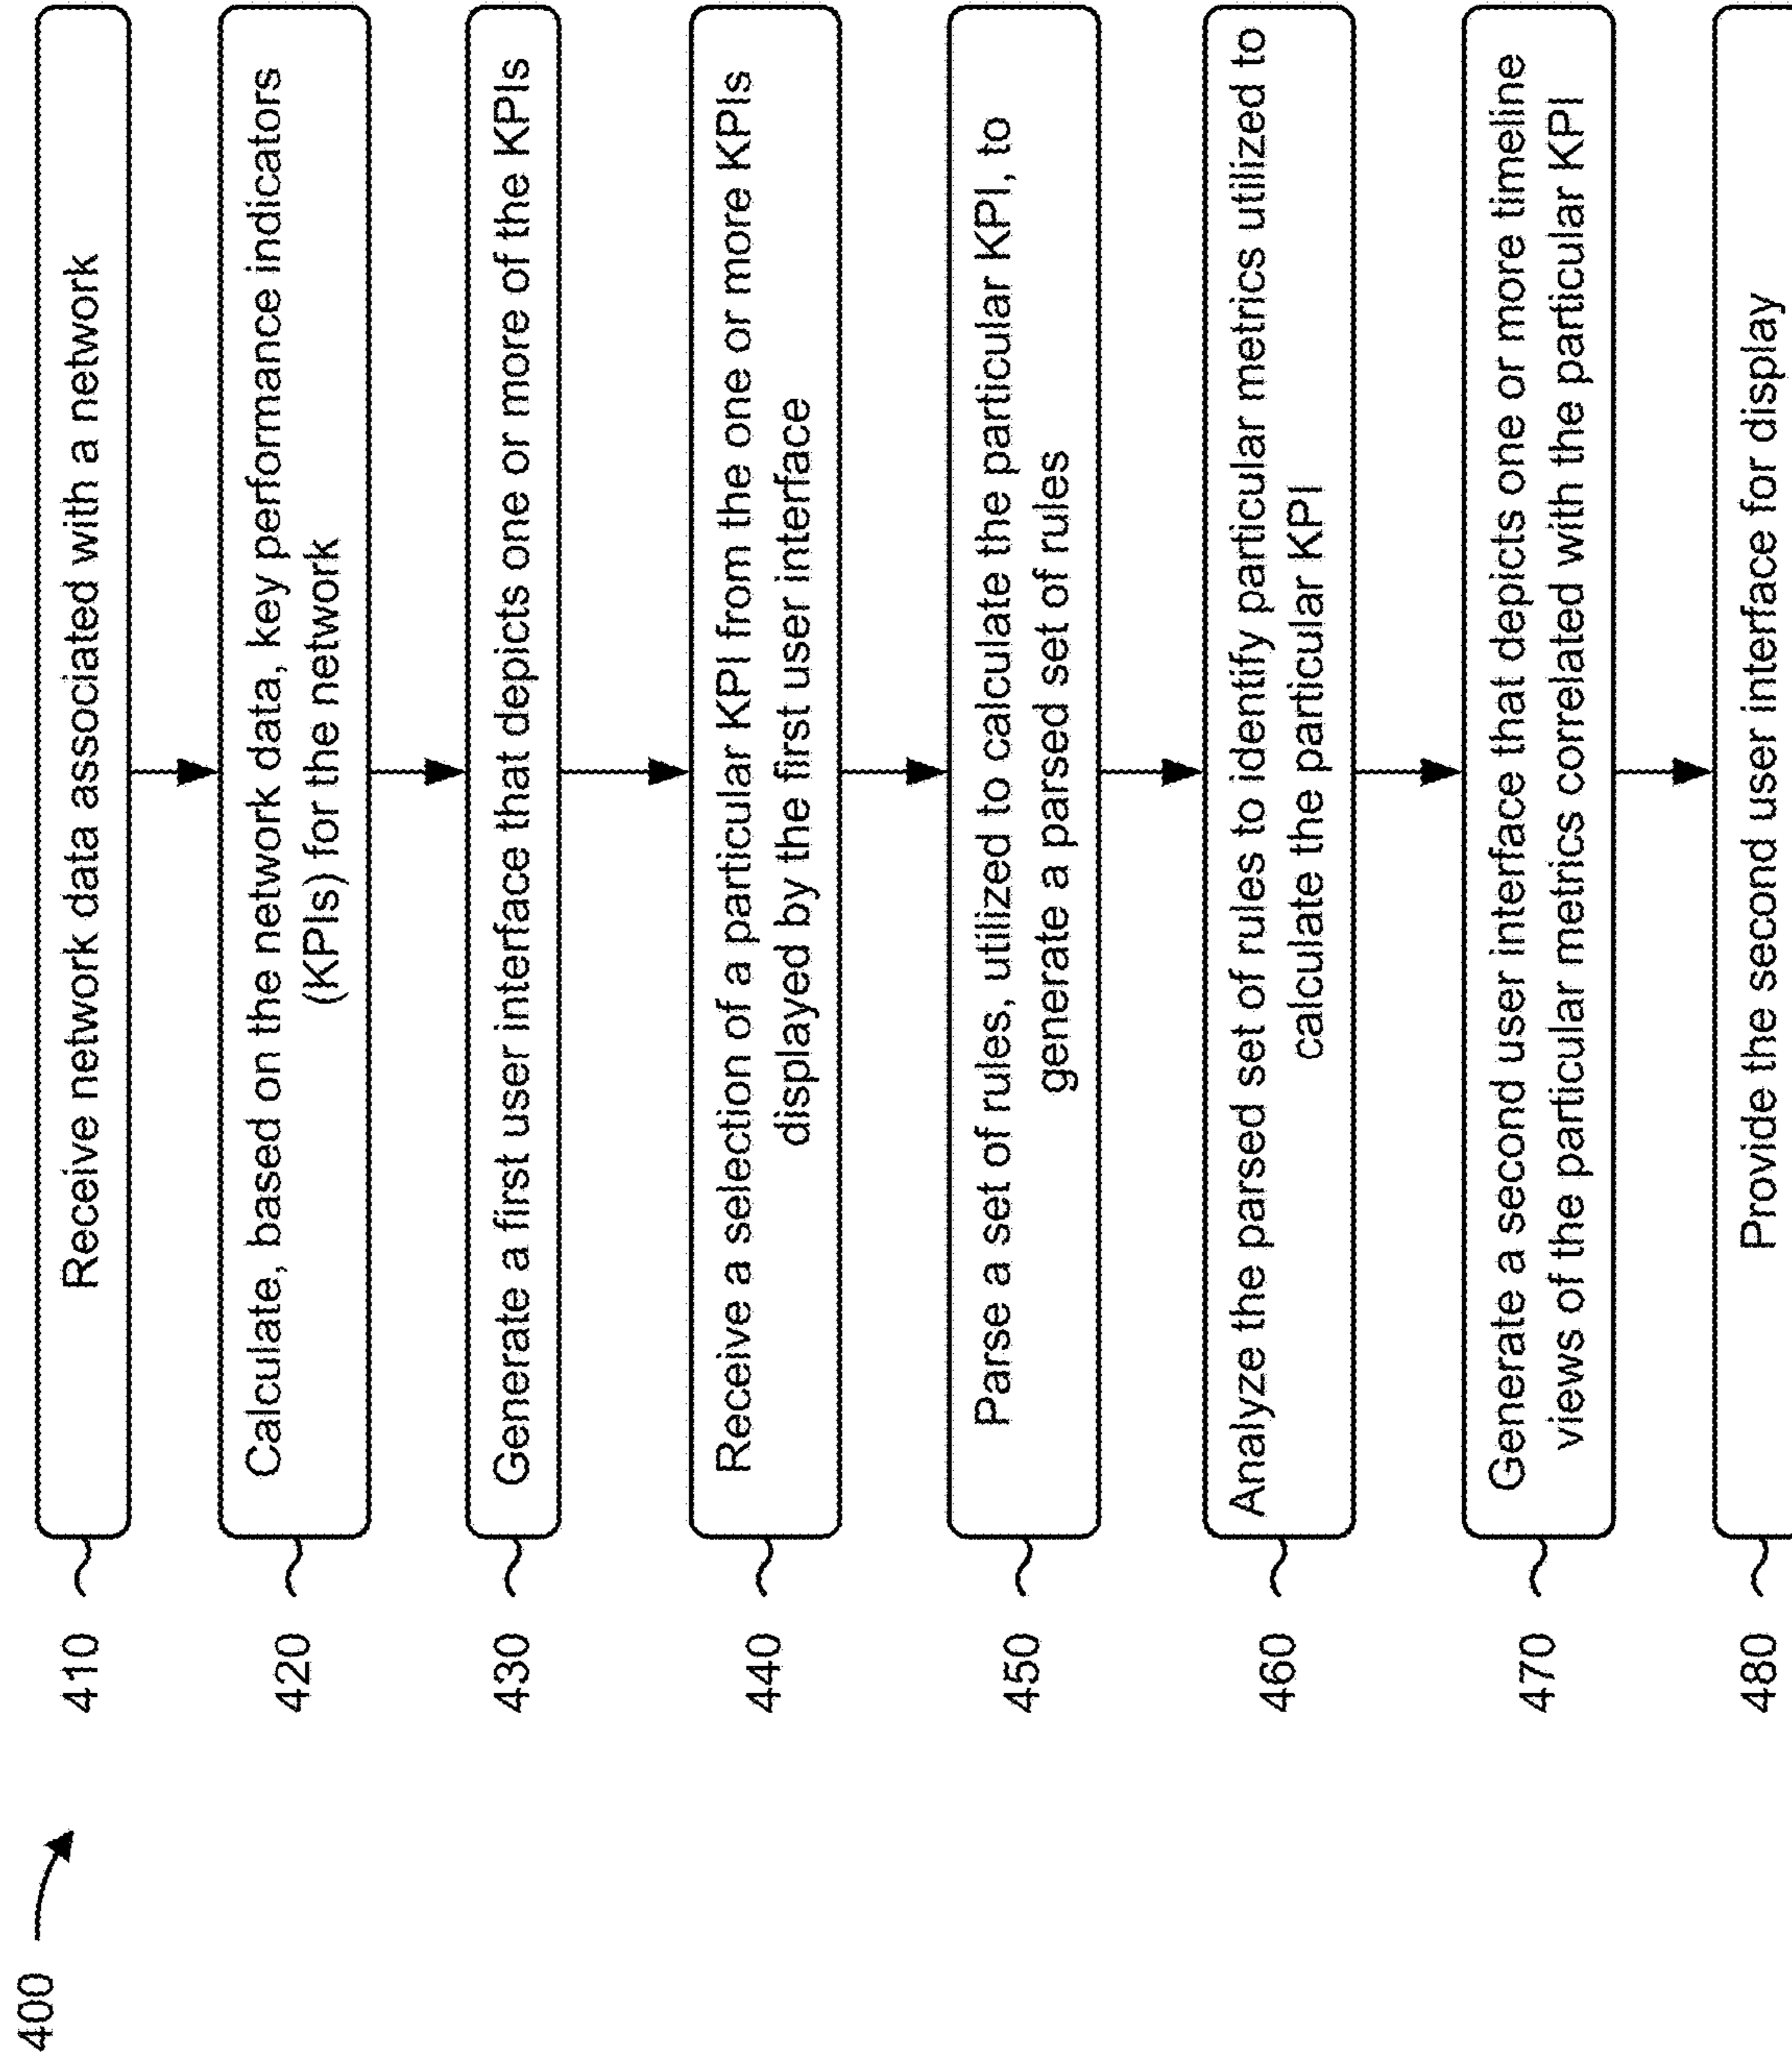 400
410
Receive network data associated with a network
420
Calculate, based on the network data, key performance indicators
(KPIs) for the network
430
Generate a first user interface that depicts one or more of the KPIs
440
Receive a selection of a particular KPI from the one or more KPIs
displayed by the first user interface
450
Parse a set of rules, utilized to calculate the particular KPI, to
generate a parsed set of rules
460
Analyze the parsed set of rules to identify particular metrics utilized to
calculate the particular KPI
470
Generate a second user interface that depicts one or more timeline
views of the particular metrics correlated with the particular KPI
480
Provide the second user interface for display